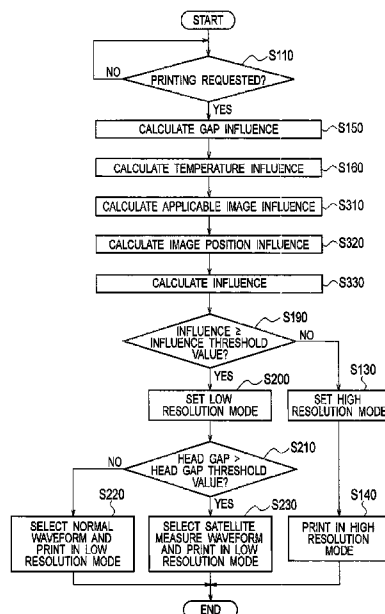 START
S110
NO
PRINTING REQUESTED?
YES
S150
CALCULATE GAP INFLUENCE
S160
CALCULATE TEMPERATURE INFLUENCE
S310
CALCULATE APPLICABLE IMAGE INFLUENCE
S320
CALCULATE IMAGE POSITION INFLUENCE
S330
CALCULATE INFLUENCE
S190
INFLUENCE ≥
INFLUENCE THRESHOLD
VALUE?
NO
YES
S200
SET LOW
RESOLUTION MODE
S130
SET HIGH
RESOLUTION MODE
S210
HEAD GAP >
HEAD GAP THRESHOLD
VALUE?
NO
YES
S220
SELECT NORMAL
WAVEFORM AND
PRINT IN LOW
RESOLUTION MODE
S230
SELECT SATELLITE
MEASURE WAVEFORM
AND PRINT IN LOW
RESOLUTION MODE
S140
PRINT IN HIGH
RESOLUTION
MODE
END